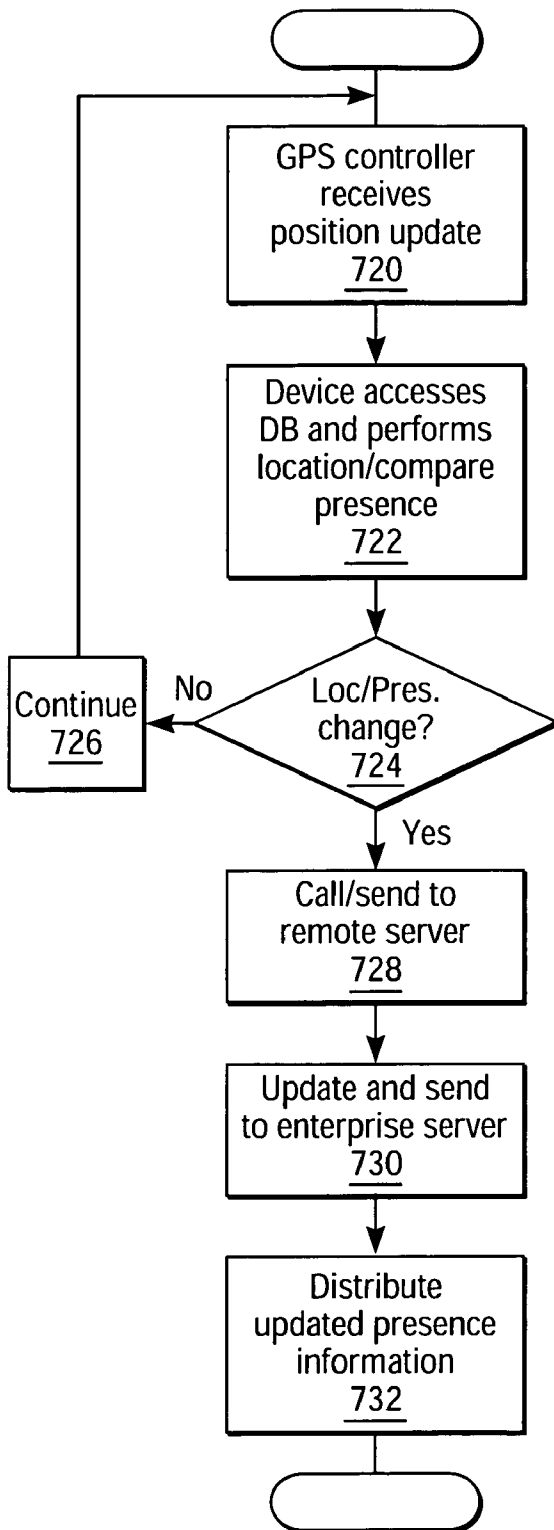 GPS controller
receives
position update
720
Device accesses
DB and performs
location/compare
presence
722
Loc/Pres.
change?
724
No
Continue
726
Yes
Call/send to
remote server
728
Update and send
to enterprise server
730
Distribute
updated presence
information
732